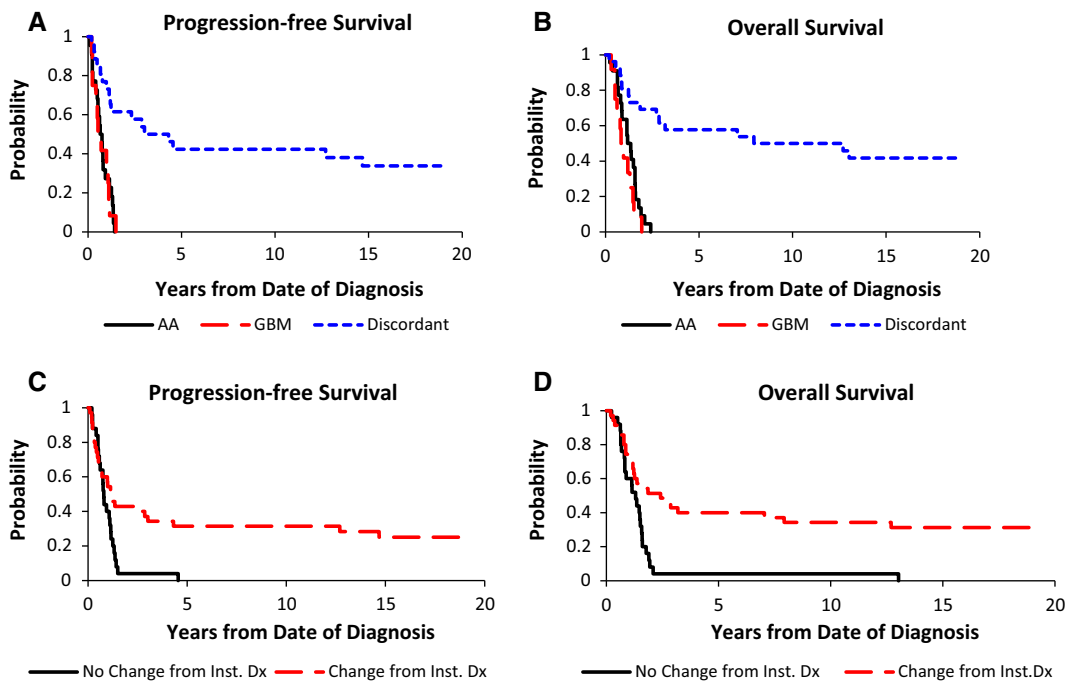 A
Progression-free Survival
1
0.8
0.6
0.4
0.2
0
Probability
0 5 10 15 20
Years from Date of Diagnosis
AA GBM Discordant
B
Overall Survival
1
0.8
0.6
0.4
0.2
0
Probability
0 5 10 15 20
Years from Date of Diagnosis
AA GBM Discordant
C
Progression-free Survival
1
0.8
0.6
0.4
0.2
0
Probability
0 5 10 15 20
Years from Date of Diagnosis
No Change from Inst. Dx Change from Inst. Dx
D
Overall Survival
1
0.8
0.6
0.4
0.2
0
Probability
0 5 10 15 20
Years from Date of Diagnosis
No Change from Inst. Dx Change from Inst.Dx